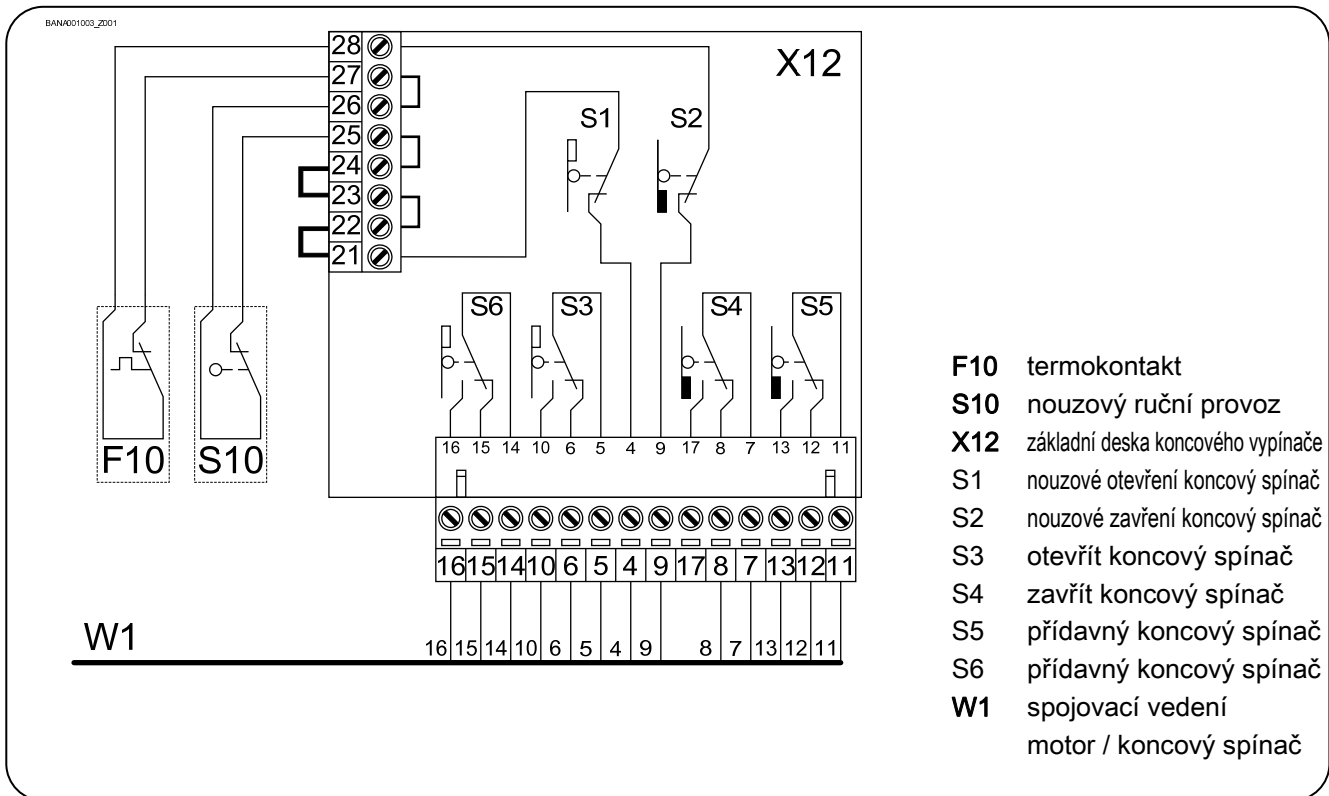 BANA001003_Z001
X12
28
27
26
25
24
23
22
21
S1 S2
S6 S3 S4 S5
F10 S10
16 15 14 10 6 5 4 9 17 8 7 13 12 11
16 15 14 10 6 5 4 9 17 8 7 13 12 11
W1
16 15 14 10 6 5 4 9 8 7 13 12 11
F10 termokontakt
S10 nouzový ruční provoz
X12 základní deska koncového vypínače
S1 nouzové otevření koncový spínač
S2 nouzové zavření koncový spínač
S3 otevřít koncový spínač
S4 zavřít koncový spínač
S5 přídavný koncový spínač
S6 přídavný koncový spínač
W1 spojovací vedení
motor / koncový spínač